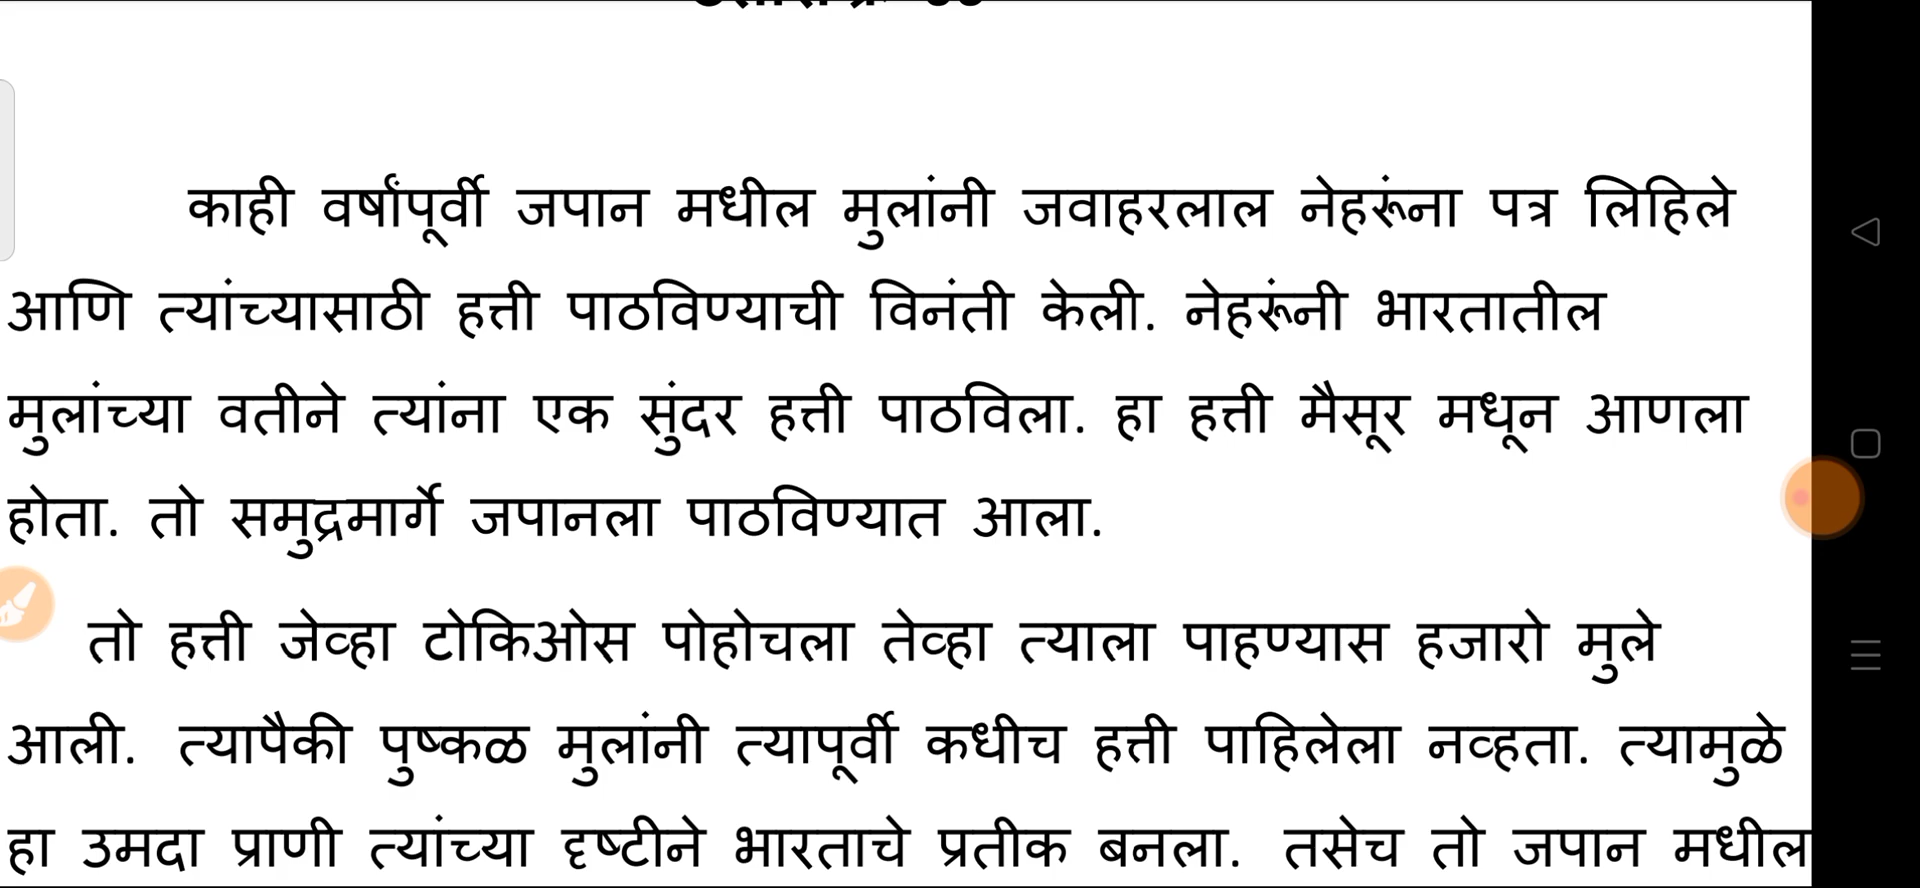 काही वर्षांपूर्वी जपान मधील मुलांनी जवाहरलाल नेहरूंना पत्र लिहिले
आणि त्यांच्यासाठी हत्ती पाठविण्याची विनंती केली. नेहरूंनी भारतातील
मुलांच्या वतीने त्यांना एक सुंदर हत्ती पाठविला. हा हत्ती मैसूर मधून आणला
होता. तो समुद्रमार्गे जपानला पाठविण्यात आला.
तो हत्ती जेव्हा टोकिओस पोहोचला तेव्हा त्याला पाहण्यास हजारो मुले
आली. त्यापैकी पुष्कळ मुलांनी त्यापूर्वी कधीच हत्ती पाहिलेला नव्हता. त्यामुळे
हा उमदा प्राणी त्यांच्या दृष्टीने भारताचे प्रतीक बनला. तसेच तो जपान मधील